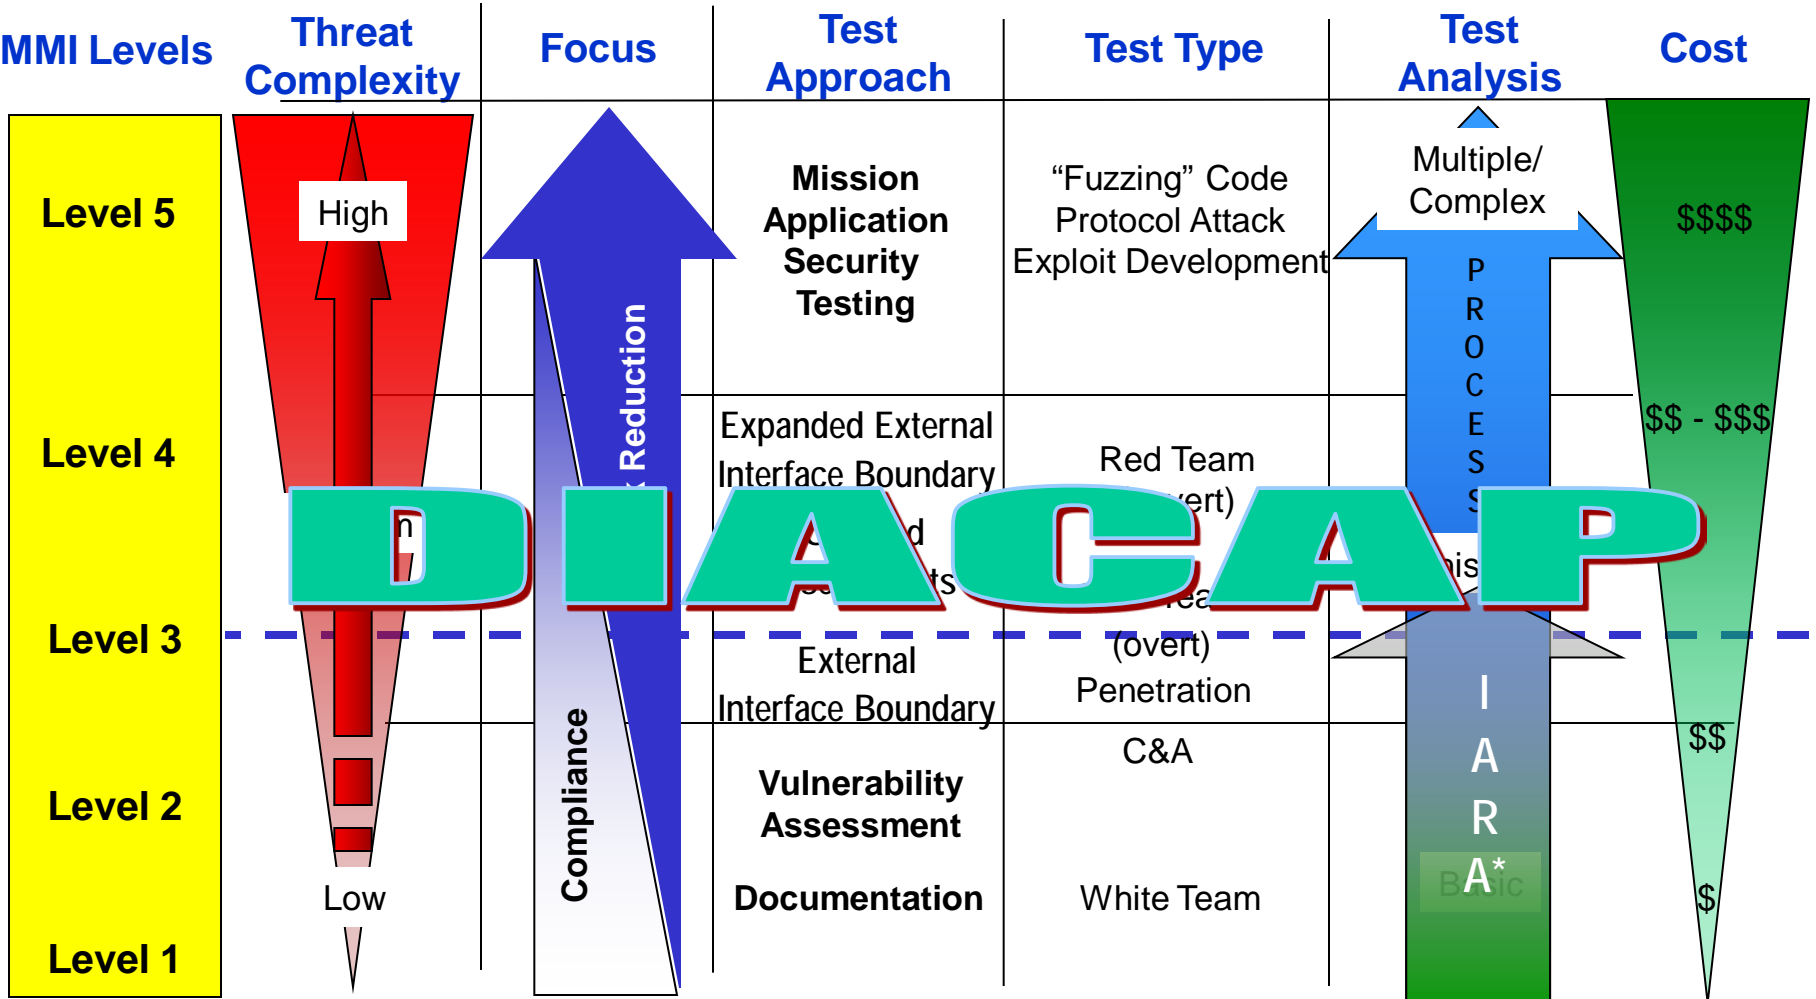 MMI Levels
Threat
Complexity
Focus
Test
Approach
Test Type
Test
Analysis
Cost
Level 5
High
Mission
Application
Security
Testing
“Fuzzing” Code
Protocol Attack
Exploit Development
Multiple/
Complex
$$$$
P
R
O
C
E
S
S
Reduction
Level 4
Expanded External
Interface Boundary
Red Team
$$ - $$$
DIACAP
Level 3
External
Interface Boundary
(overt)
Penetration
I
A
R
A*
Compliance
C&A
$$
Level 2
Vulnerability
Assessment
Low
Documentation
White Team
Basic
$
Level 1